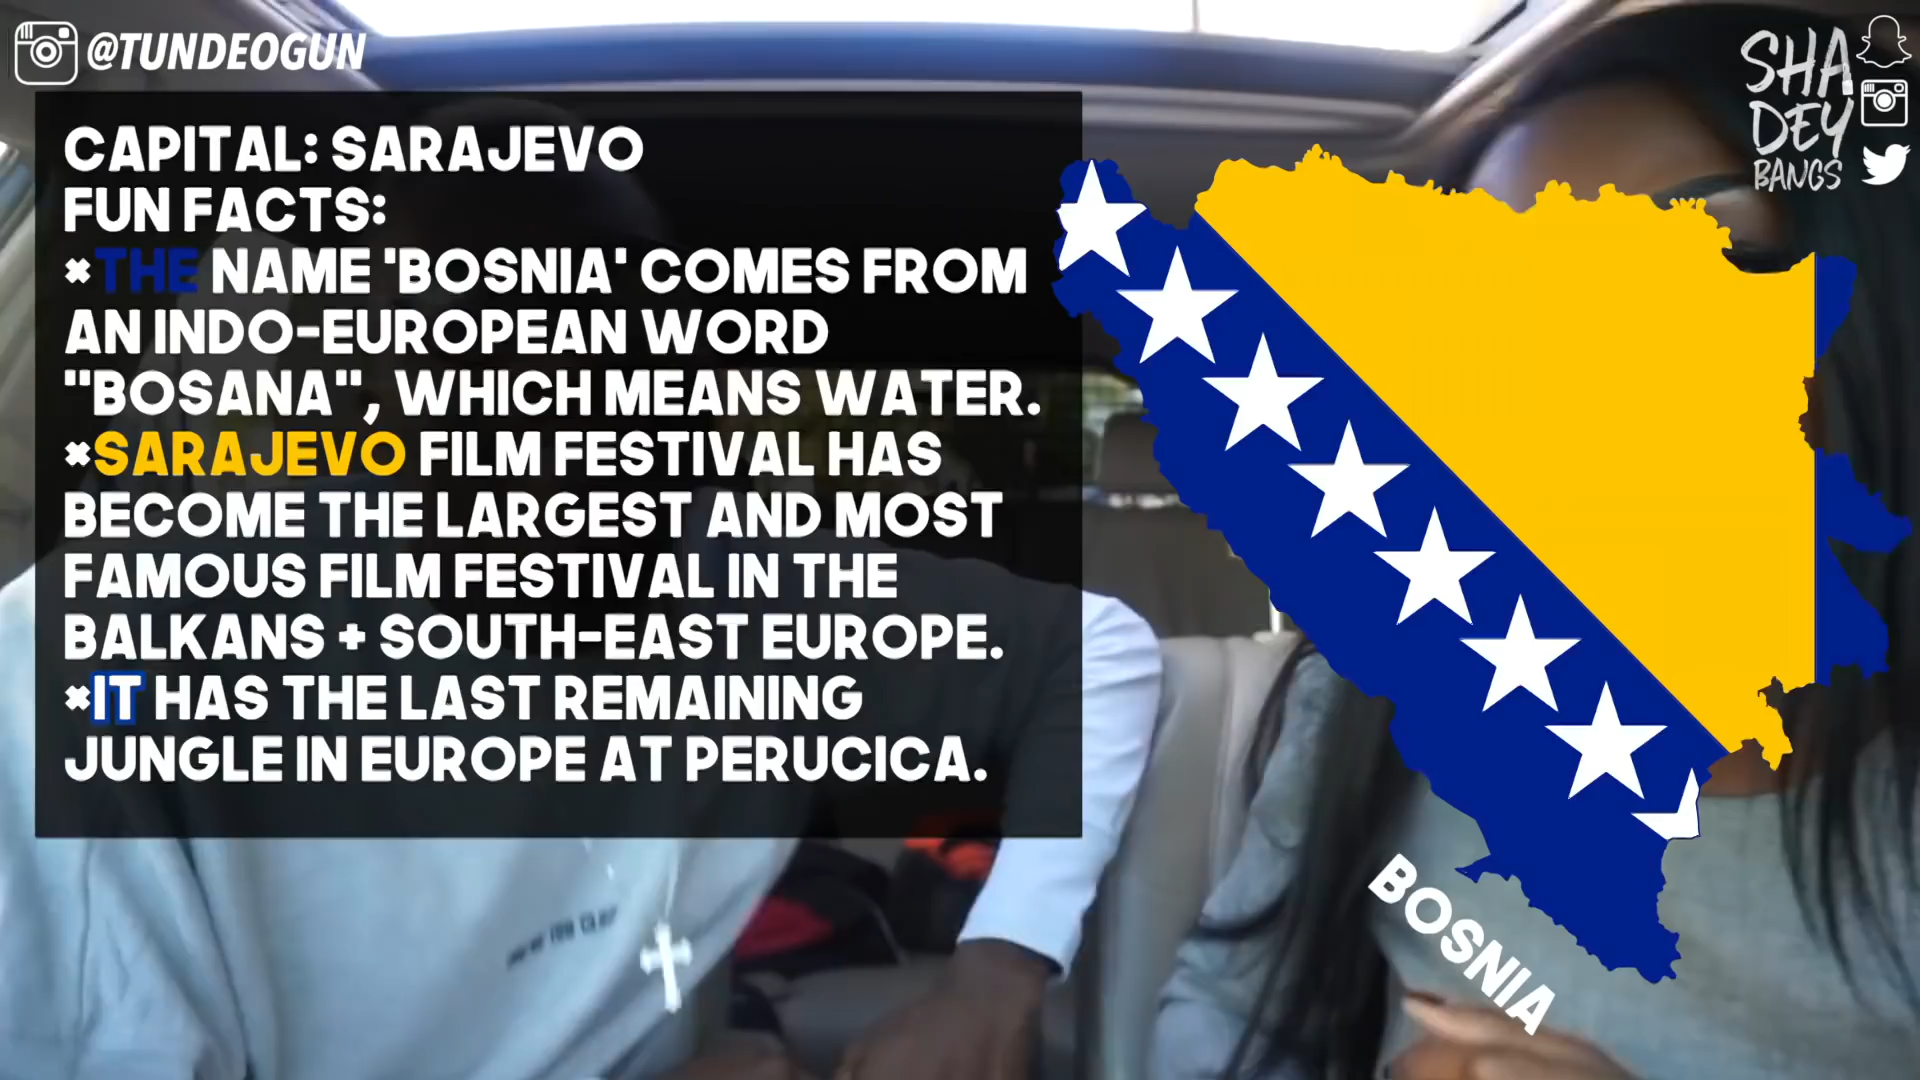 @TUNDEOGUN
SHA
DEY
BANGS
CAPITAL: SARAJEVO
FUN FACTS:
*THE NAME 'BOSNIA' COMES FROM
AN INDO-EUROPEAN WORD
"BOSANA", WHICH MEANS WATER.
*SARAJEVO FILM FESTIVAL HAS
BECOME THE LARGEST AND MOST
FAMOUS FILM FESTIVAL IN THE
BALKANS + SOUTH-EAST EUROPE.
*IT HAS THE LAST REMAINING
JUNGLE IN EUROPE AT PERUCICA.
BOSNIA